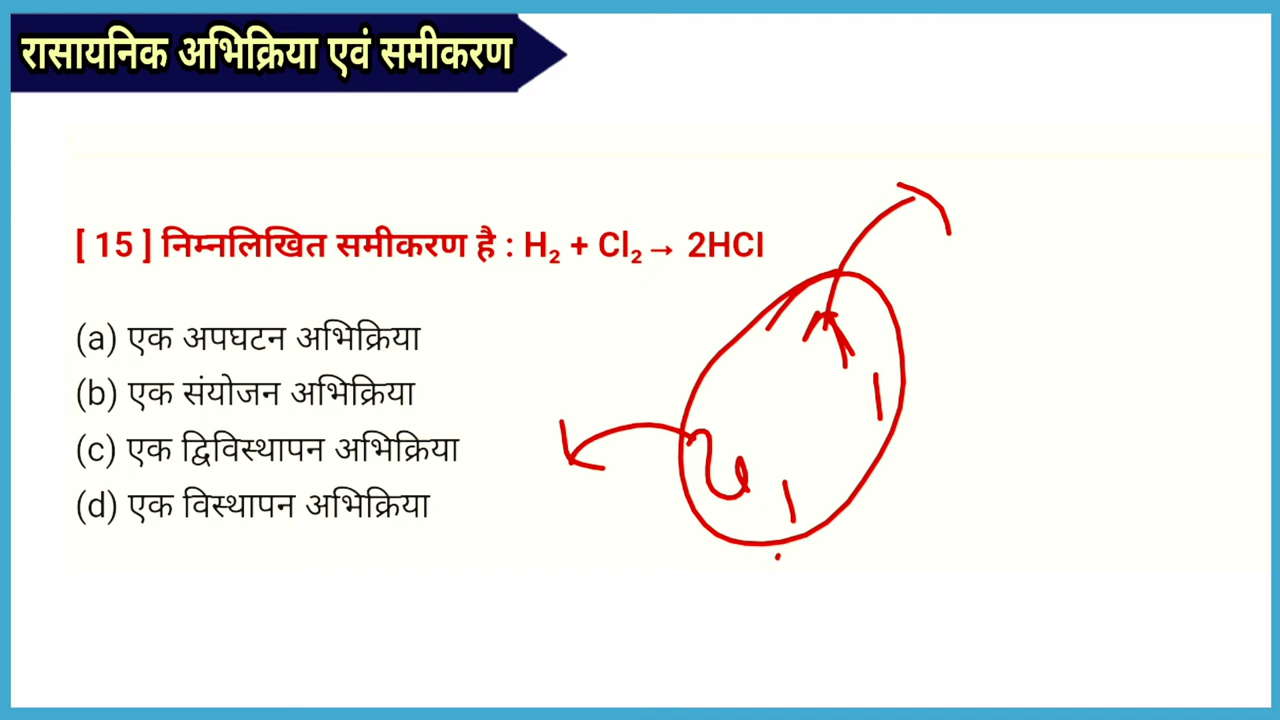 रासायनिक अभिक्रिया एवं समीकरण
[ 15 ] निम्नलिखित समीकरण है : H₂ + Cl₂ → 2HCl
(a) एक अपघटन अभिक्रिया
(b) एक संयोजन अभिक्रिया
(c) एक द्विविस्थापन अभिक्रिया
(d) एक विस्थापन अभिक्रिया